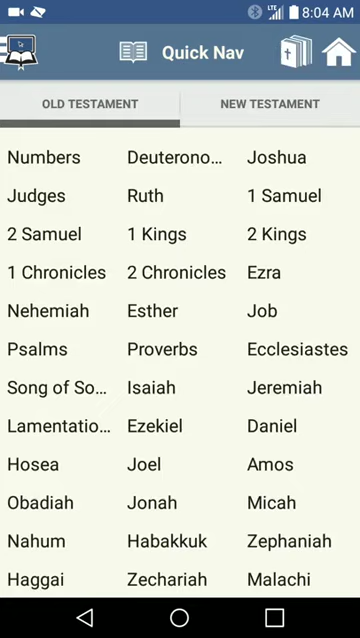 LTE 8:04 AM
Quick Nav
OLD TESTAMENT NEW TESTAMENT
Numbers Deuterono... Joshua
Judges Ruth 1 Samuel
2 Samuel 1 Kings 2 Kings
1 Chronicles 2 Chronicles Ezra
Nehemiah Esther Job
Psalms Proverbs Ecclesiastes
Song of So... Isaiah Jeremiah
Lamentatio... Ezekiel Daniel
Hosea Joel Amos
Obadiah Jonah Micah
Nahum Habakkuk Zephaniah
Haggai Zechariah Malachi